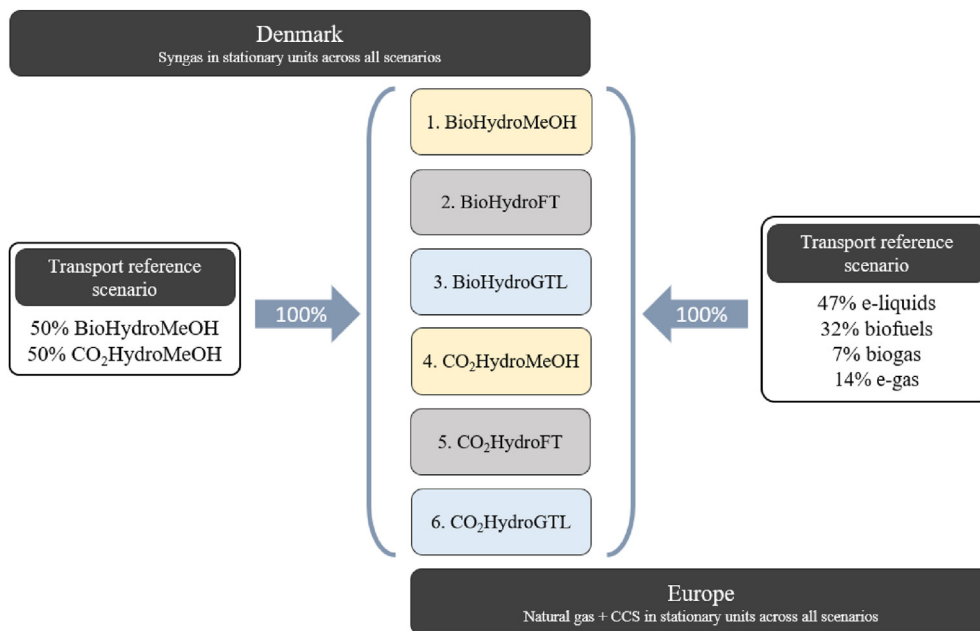 Denmark
Syngas in stationary units across all scenarios
1. BioHydroMeOH
2. BioHydroFT
3. BioHydroGTL
4. CO₂HydroMeOH
5. CO₂HydroFT
6. CO₂HydroGTL
Transport reference
scenario
50% BioHydroMeOH
50% CO₂HydroMeOH
100%
100%
Transport reference
scenario
47% e-liquids
32% biofuels
7% biogas
14% e-gas
Europe
Natural gas + CCS in stationary units across all scenarios